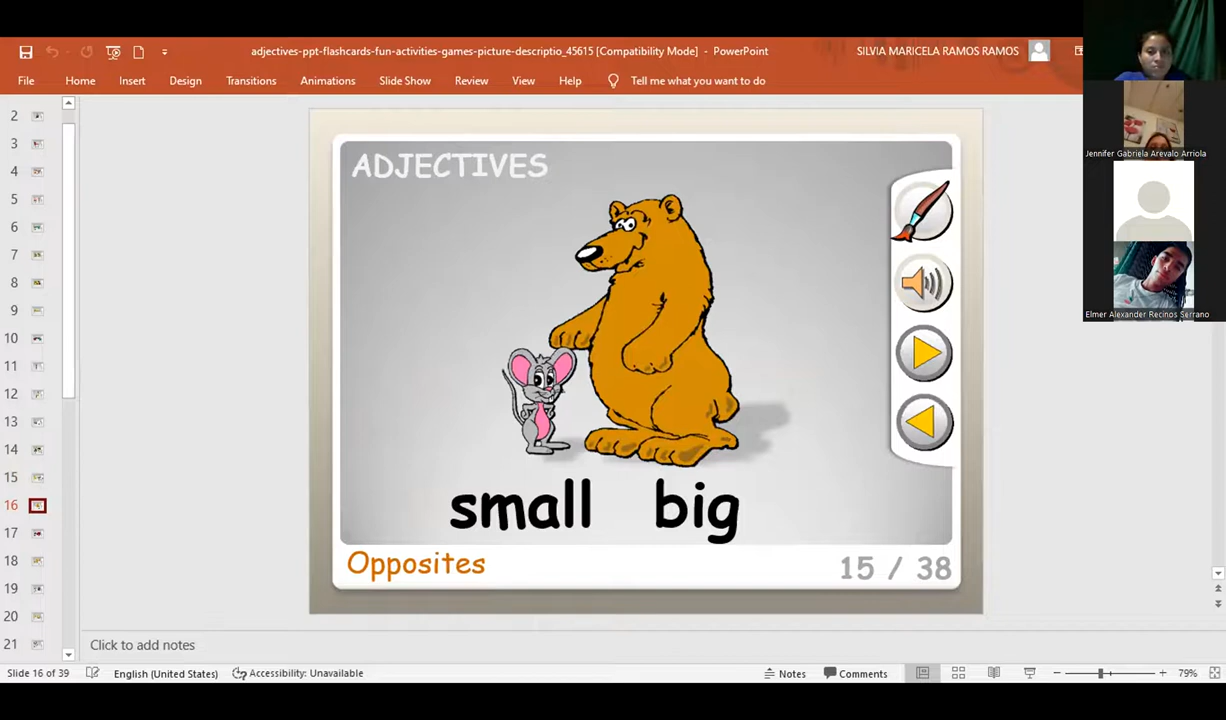 adjectives-ppt-flashcards-fun-activities-games-picture-descriptio_45615 [Compatibility Mode] - PowerPoint
SILVIA MARICELA RAMOS RAMOS
File Home Insert Design Transitions Animations Slide Show Review View Help Tell me what you want to do
Jennifer Gabriela Arevalo Arriola
Elmer Alexander Recinos Serrano
2
3
4
5
6
7
8
9
10
11
12
13
14
15
16
17
18
19
20
21
ADJECTIVES
small big
Opposites 15 / 38
Click to add notes
Slide 16 of 39 English (United States) Accessibility: Unavailable Notes Comments 79%